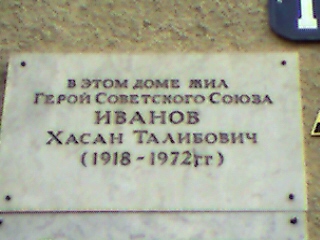 В ЭТОМ ДОМЕ ЖИЛ
ГЕРОЙ СОВЕТСКОГО СОЮЗА
ИВАНОВ
ХАСАН ТАЛИБОВИЧ
(1918-1972гг)